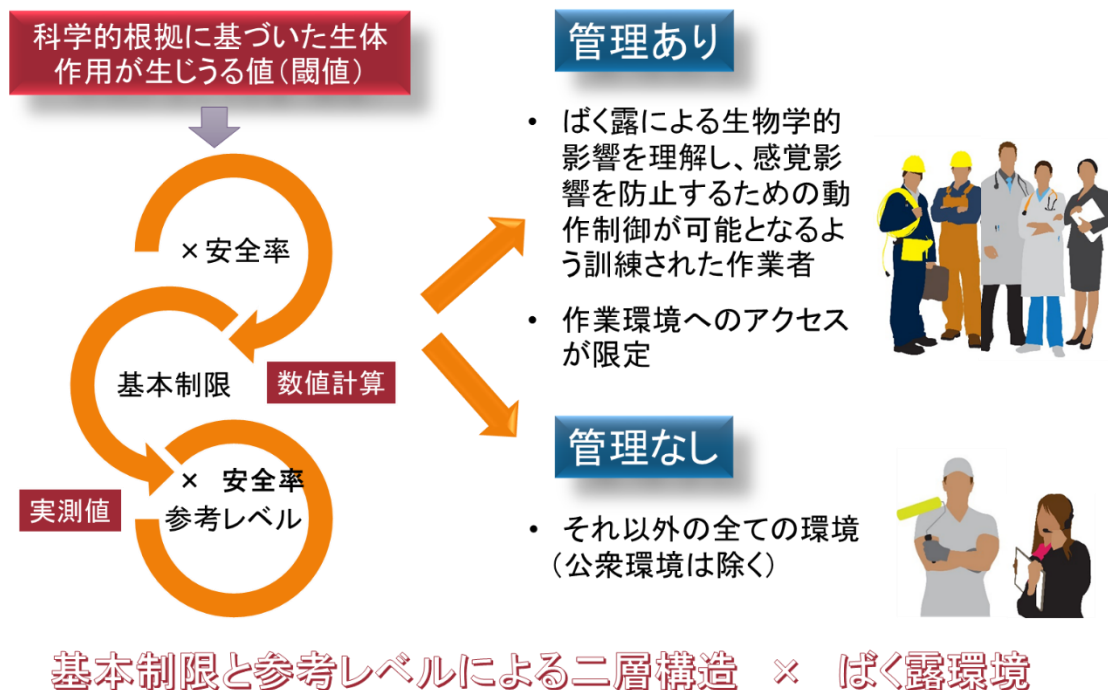 科学的根拠に基づいた生体
作用が生じうる値（閾値）
×安全率
基本制限
数値計算
× 安全率
実測値
参考レベル
管理あり
• ばく露による生物学的
影響を理解し、感覚影
響を防止するための動
作制御が可能となるよ
う訓練された作業者
• 作業環境へのアクセス
が限定
管理なし
• それ以外の全ての環境
（公衆環境は除く）
基本制限と参考レベルによる二層構造 × ばく露環境